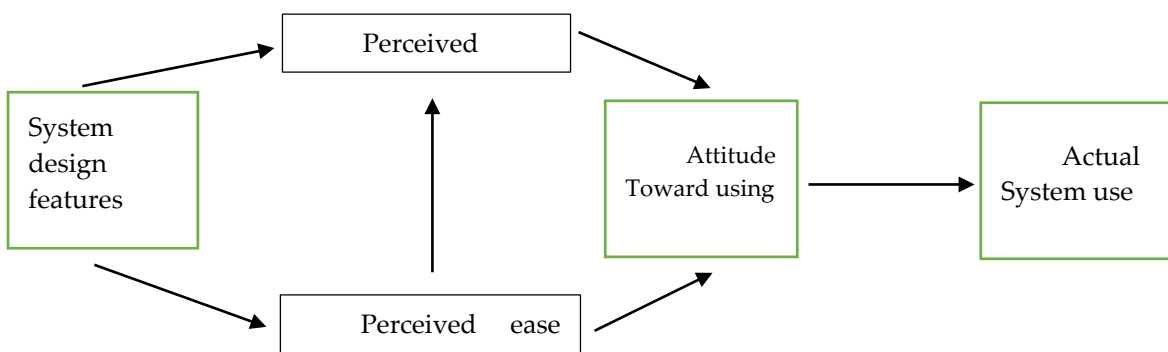 Perceived
System
design
features
Attitude
Toward using
Actual
System use
Perceived ease